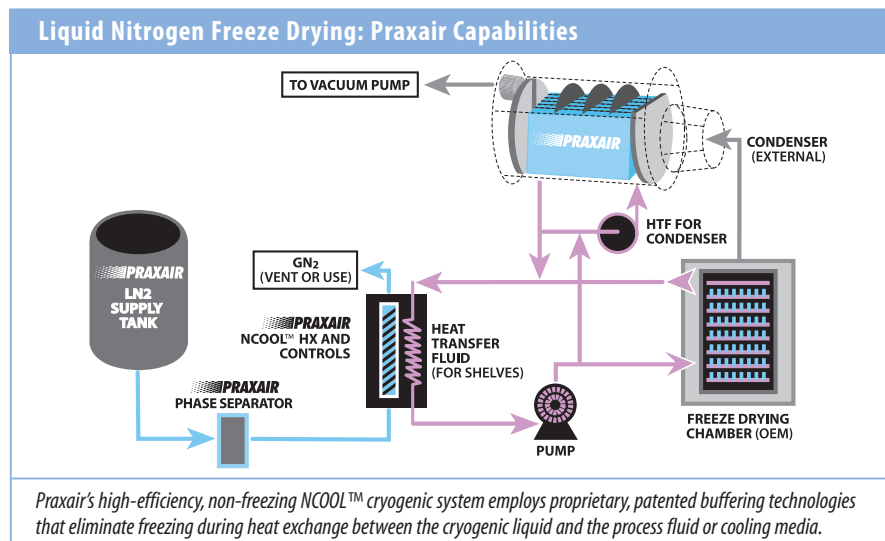 Liquid Nitrogen Freeze Drying: Praxair Capabilities
TO VACUUM PUMP
PRAXAIR
CONDENSER
(EXTERNAL)
HTF FOR
CONDENSER
PRAXAIR
LN2
SUPPLY
TANK
GN2
(VENT OR USE)
PRAXAIR
NCOOL™ HX AND
CONTROLS
HEAT
TRANSFER
FLUID
(FOR SHELVES)
PRAXAIR
PHASE SEPARATOR
PUMP
FREEZE DRYING
CHAMBER (OEM)
Praxair's high-efficiency, non-freezing NCOOL™ cryogenic system employs proprietary, patented buffering technologies
that eliminate freezing during heat exchange between the cryogenic liquid and the process fluid or cooling media.